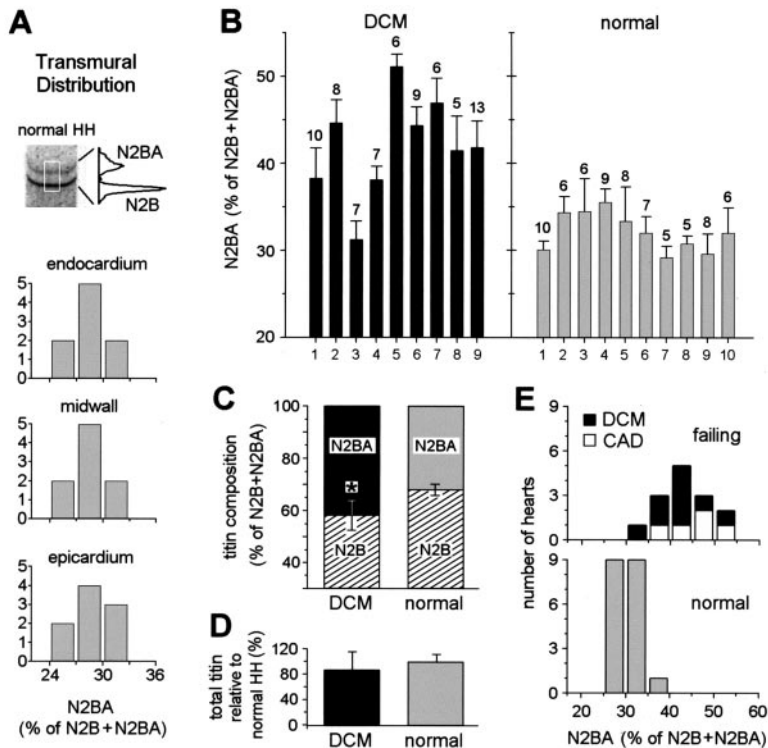 A
Transmural
Distribution
normal HH
N2BA
N2B
endocardium
5
4
3
2
1
midwall
5
4
3
2
1
epicardium
5
4
3
2
1
24 30 36
N2BA
(% of N2B + N2BA)
B
DCM normal
N2BA (% of N2B + N2BA)
50
40
30
20
10 8 7 7 6 9 6 5 13
10 6 6 9 8 7 5 5 8 6
1 2 3 4 5 6 7 8 9
1 2 3 4 5 6 7 8 9 10
C
titin composition
(% of N2B+N2BA)
100
80
60
40
N2BA N2BA
*
N2B N2B
DCM normal
D
total titin
relative to
normal HH (%)
120
80
40
0
DCM normal
E
number of hearts
9
6
3
0
DCM
CAD
failing
9
6
3
0
normal
20 30 40 50 60
N2BA (% of N2B+N2BA)